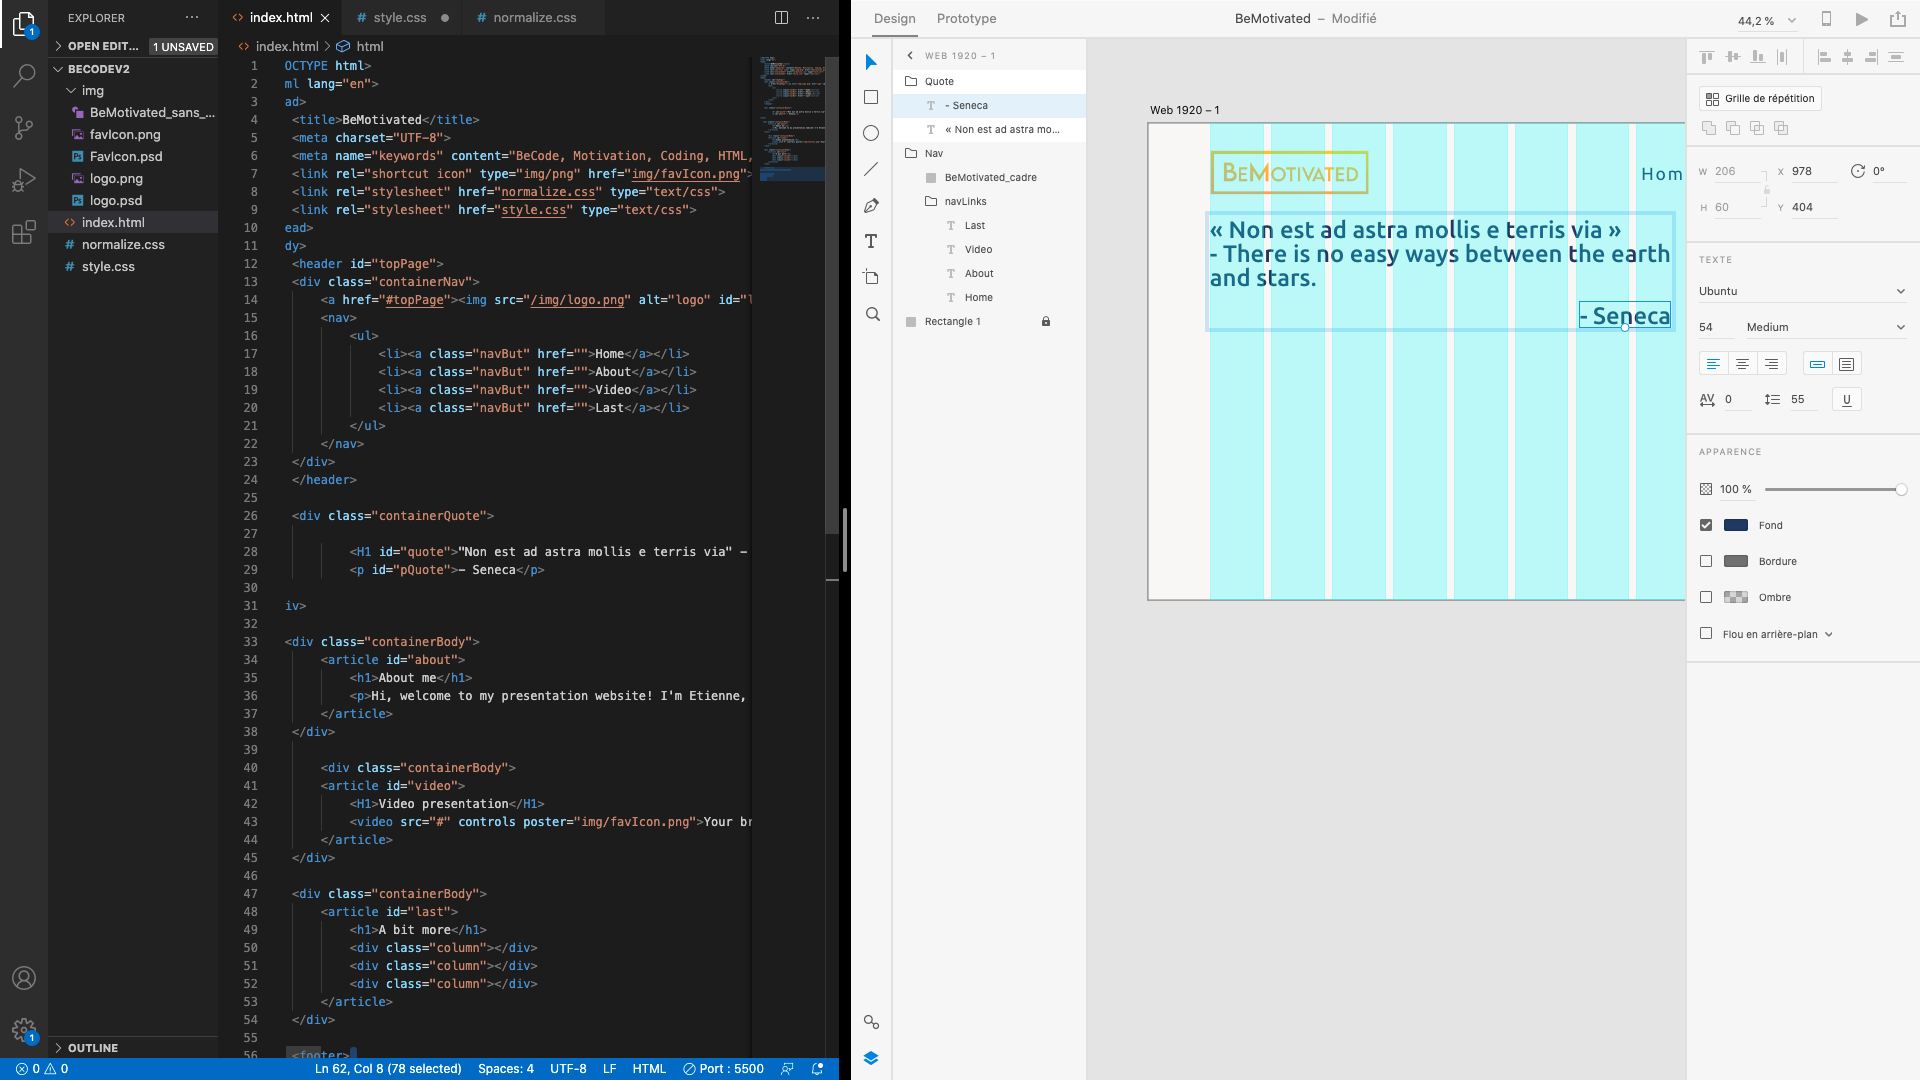 EXPLORER
OPEN EDIT... 1 UNSAVED
BECODEV2
img
BeMotivated_sans_...
favIcon.png
FavIcon.psd
logo.png
logo.psd
index.html
normalize.css
style.css
OUTLINE
1
1
index.html
style.css
normalize.css
index.html > html
1 OCTYPE html>
2 ml lang="en">
3 ad>
4 <title>BeMotivated</title>
5 <meta charset="UTF-8">
6 <meta name="keywords" content="BeCode, Motivation, Coding, HTML,
7 <link rel="shortcut icon" type="img/png" href="img/favIcon.png">
8 <link rel="stylesheet" href="normalize.css" type="text/css">
9 <link rel="stylesheet" href="style.css" type="text/css">
10 ead>
11 dy>
12 <header id="topPage">
13 <div class="containerNav">
14 <a href="#topPage"><img src="/img/logo.png" alt="logo" id="l
15 <nav>
16 <ul>
17 <li><a class="navBut" href="">Home</a></li>
18 <li><a class="navBut" href="">About</a></li>
19 <li><a class="navBut" href="">Video</a></li>
20 <li><a class="navBut" href="">Last</a></li>
21 </ul>
22 </nav>
23 </div>
24 </header>
25
26 <div class="containerQuote">
27
28 <H1 id="quote">"Non est ad astra mollis e terris via" -
29 <p id="pQuote">- Seneca</p>
30
31 iv>
32
33 <div class="containerBody">
34 <article id="about">
35 <h1>About me</h1>
36 <p>Hi, welcome to my presentation website! I'm Etienne,
37 </article>
38 </div>
39
40 <div class="containerBody">
41 <article id="video">
42 <H1>Video presentation</H1>
43 <video src="#" controls poster="img/favIcon.png">Your br
44 </article>
45 </div>
46
47 <div class="containerBody">
48 <article id="last">
49 <h1>A bit more</h1>
50 <div class="column"></div>
51 <div class="column"></div>
52 <div class="column"></div>
53 </article>
54 </div>
55
56 <footer>
0 0
Ln 62, Col 8 (78 selected)
Spaces: 4
UTF-8
LF
HTML
Port : 5500
Design
Prototype
BeMotivated – Modifié
44,2 %
WEB 1920 – 1
Quote
- Seneca
« Non est ad astra mo...
Nav
BeMotivated_cadre
navLinks
Last
Video
About
Home
Rectangle 1
Web 1920 – 1
BEMOTIVATED
Hom
« Non est ad astra mollis e terris via »
- There is no easy ways between the earth
and stars.
- Seneca
Grille de répétition
W 206 X 978 0°
H 60 Y 404
TEXTE
Ubuntu
54 Medium
AV 0 55 U
APPARENCE
100 %
Fond
Bordure
Ombre
Flou en arrière-plan